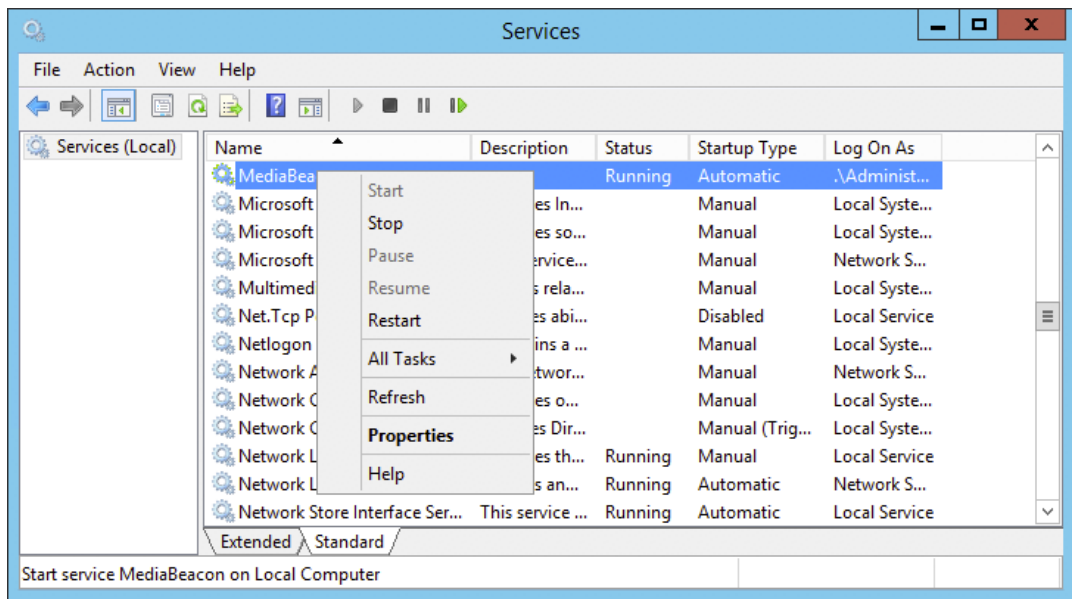 Services
File Action View Help
Services (Local)
Name Description Status Startup Type Log On As
MediaBea Running Automatic .\Administ...
Microsoft es In... Manual Local Syste...
Microsoft es so... Manual Local Syste...
Microsoft ervice... Manual Network S...
Multimed s rela... Manual Local Syste...
Net.Tcp P es abi... Disabled Local Service
Netlogon ins a ... Manual Local Syste...
Network A etwor... Manual Network S...
Network C es o... Manual Local Syste...
Network C es Dir... Manual (Trig... Local Syste...
Network L es th... Running Manual Local Service
Network L s an... Running Automatic Network S...
Network Store Interface Ser... This service ... Running Automatic Local Service
Start
Stop
Pause
Resume
Restart
All Tasks
Refresh
Properties
Help
Extended Standard
Start service MediaBeacon on Local Computer